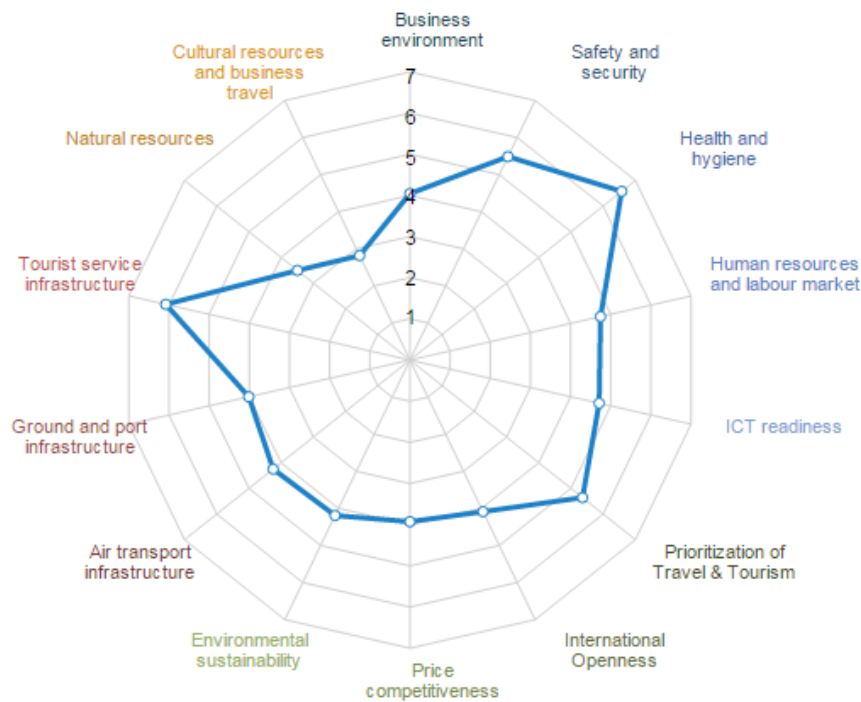 Business
environment
Safety and
security
Health and
hygiene
Human resources
and labour market
ICT readiness
Prioritization of
Travel & Tourism
International
Openness
Price
competitiveness
Environmental
sustainability
Air transport
infrastructure
Ground and port
infrastructure
Tourist service
infrastructure
Natural resources
Cultural resources
and business
travel
7
6
5
4
3
2
1